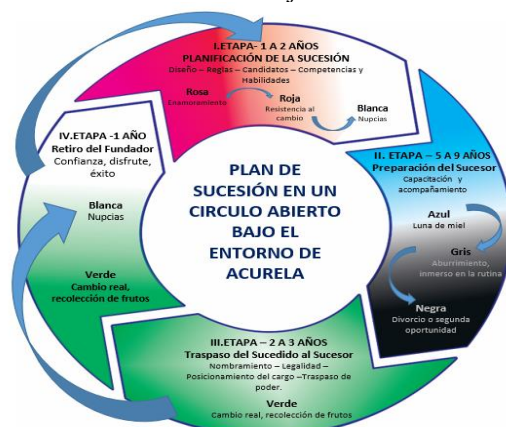 I.ETAPA- 1 A 2 AÑOS
PLANIFICACIÓN DE LA SUCESIÓN
Diseño – Reglas – Candidatos – Competencias y
Habilidades
Rosa
Enamoramiento
Roja
Resistencia al
cambio
Blanca
Nupcias
II. ETAPA – 5 A 9 AÑOS
Preparación del Sucesor
Capacitación y
acompañamiento
Azul
Luna de miel
Gris
Aburrimiento,
inmerso en la rutina
Negra
Divorcio o segunda
oportunidad
III.ETAPA – 2 A 3 AÑOS
Traspaso del Sucedido al Sucesor
Nombramiento – Legalidad –
Posicionamiento del cargo –Traspaso de
poder.
Verde
Cambio real, recolección de frutos
IV.ETAPA -1 AÑO
Retiro del Fundador
Confianza, disfrute,
éxito
Blanca
Nupcias
Verde
Cambio real,
recolección de frutos
PLAN DE
SUCESIÓN EN UN
CIRCULO ABIERTO
BAJO EL
ENTORNO DE
ACURELA